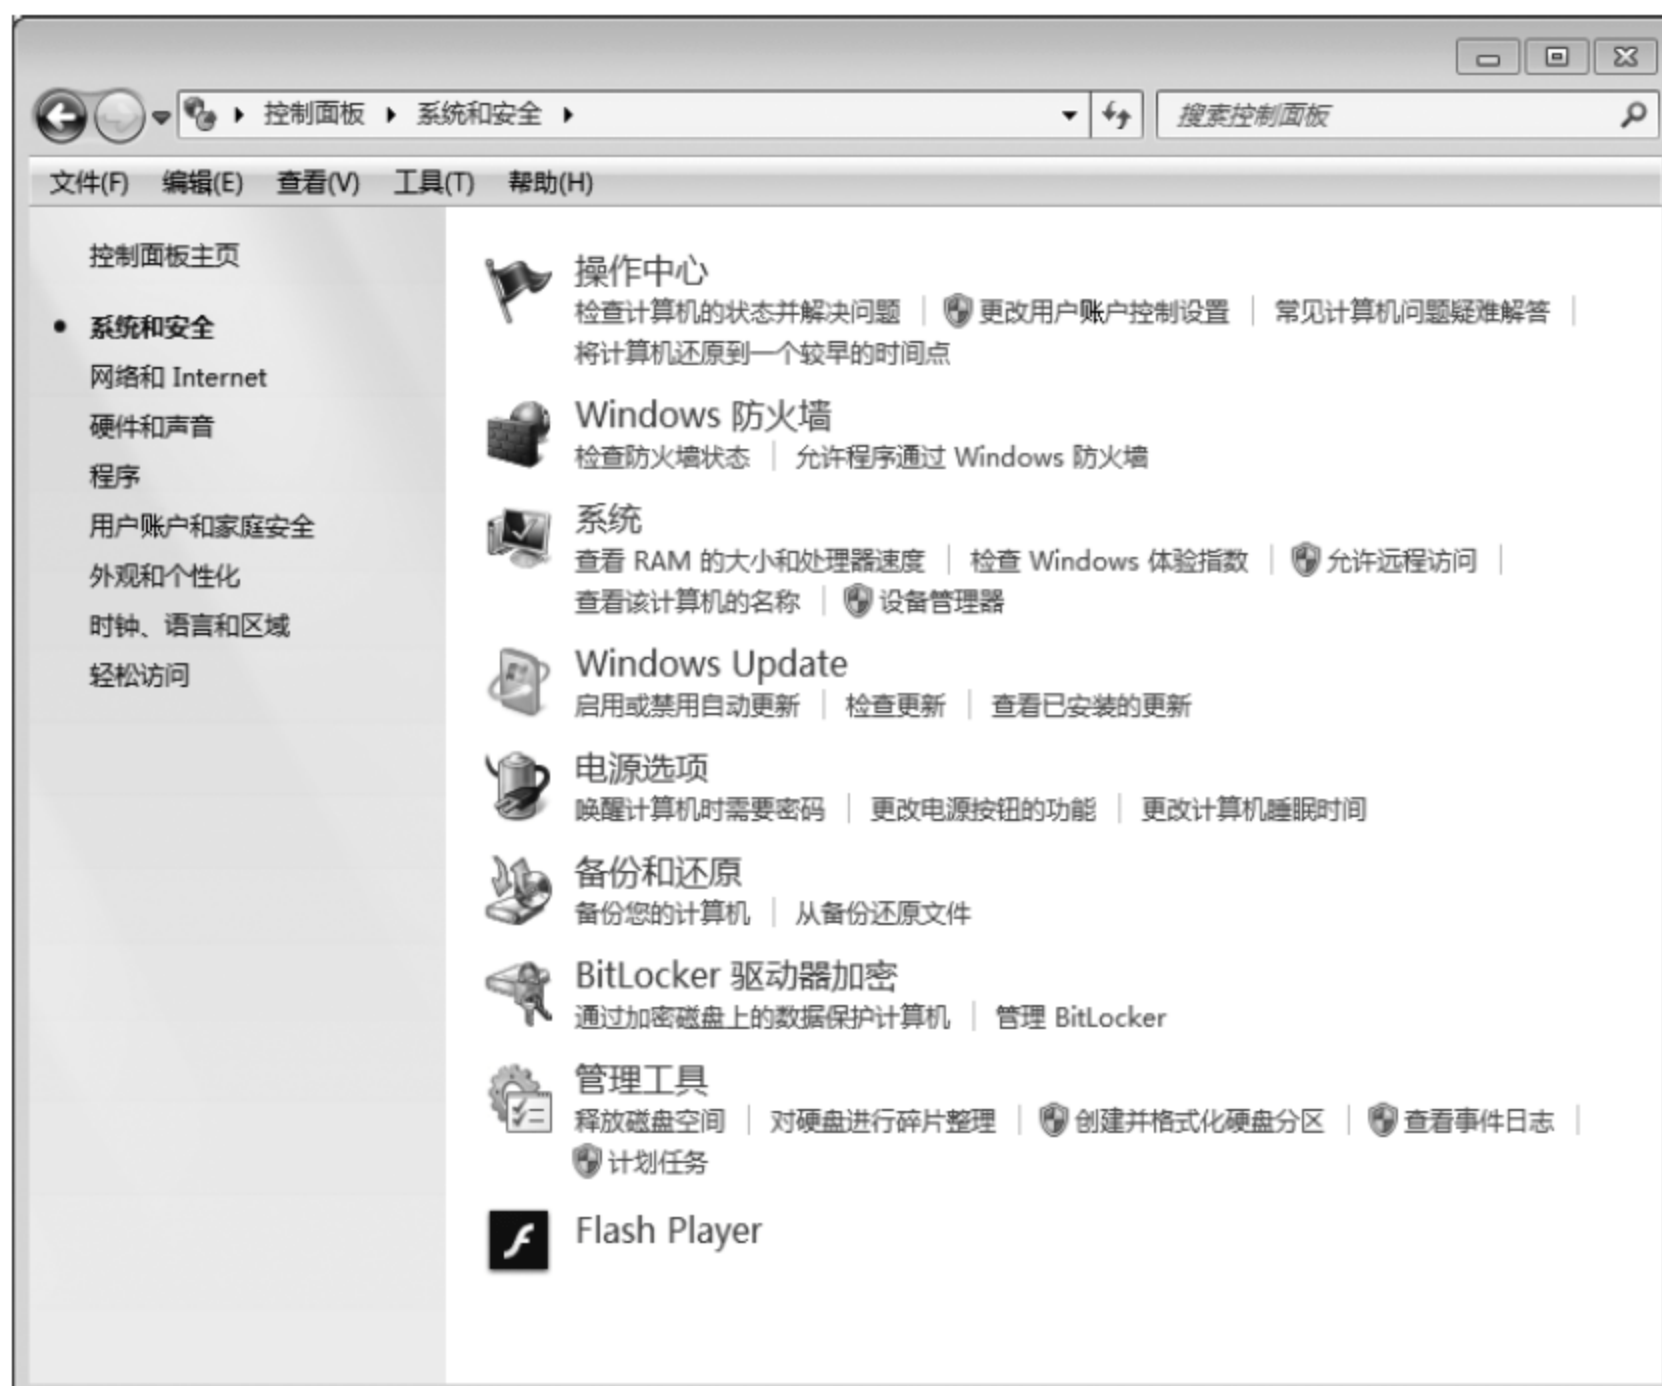 控制面板 系统和安全
搜索控制面板
文件(F) 编辑(E) 查看(V) 工具(T) 帮助(H)
控制面板主页
系统和安全
网络和 Internet
硬件和声音
程序
用户账户和家庭安全
外观和个性化
时钟、语言和区域
轻松访问
操作中心
检查计算机的状态并解决问题 更改用户账户控制设置 常见计算机问题疑难解答
将计算机还原到一个较早的时间点
Windows 防火墙
检查防火墙状态 允许程序通过 Windows 防火墙
系统
查看 RAM 的大小和处理器速度 检查 Windows 体验指数 允许远程访问
查看该计算机的名称 设备管理器
Windows Update
启用或禁用自动更新 检查更新 查看已安装的更新
电源选项
唤醒计算机时需要密码 更改电源按钮的功能 更改计算机睡眠时间
备份和还原
备份您的计算机 从备份还原文件
BitLocker 驱动器加密
通过加密磁盘上的数据保护计算机 管理 BitLocker
管理工具
释放磁盘空间 对硬盘进行碎片整理 创建并格式化硬盘分区 查看事件日志
计划任务
Flash Player